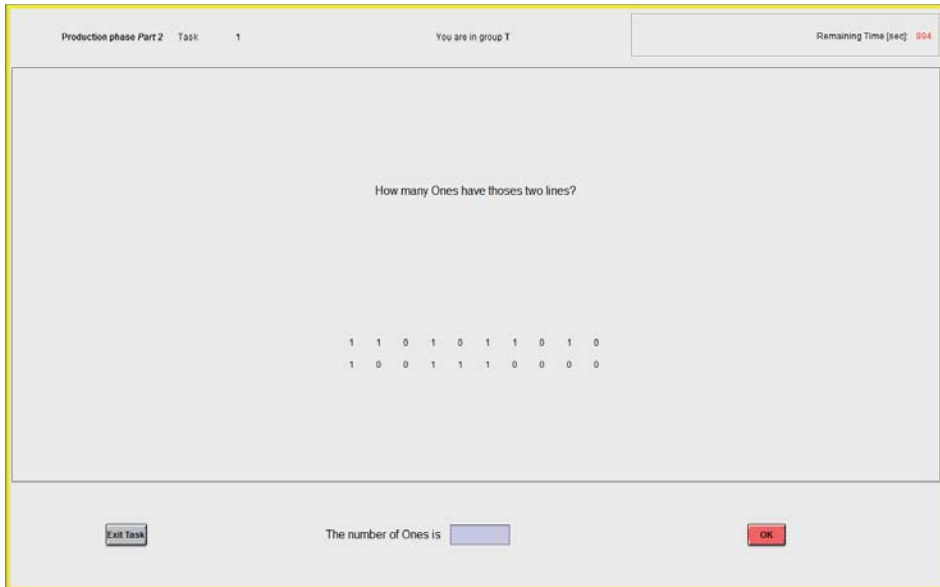 Production phase Part 2 Task 1 You are in group T Remaining Time [sec]: 894
How many Ones have thoses two lines?
1 1 0 1 0 1 1 0 1 0
1 0 0 1 1 1 0 0 0 0
Exit Task The number of Ones is OK